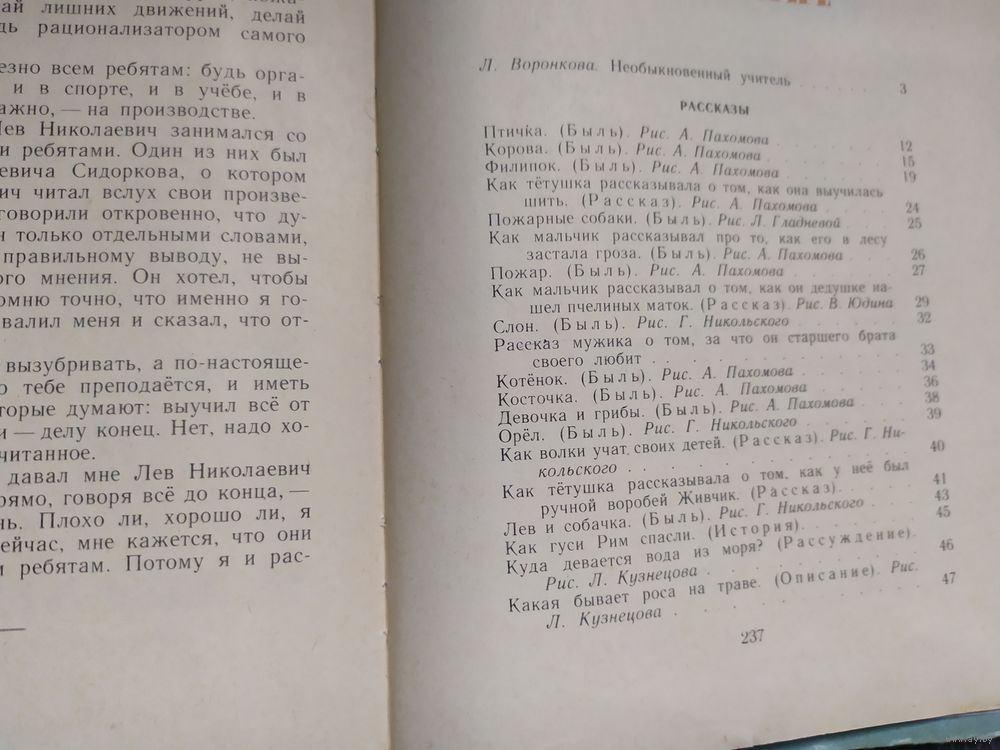 ай лишних движений, делай
дь рационализатором самого
езно всем ребятам: будь орга-
и в спорте, и в учёбе, и в
ажно, — на производстве.
Лев Николаевич занимался со
и ребятами. Один из них был
евича Сидоркова, о котором
ич читал вслух свои произве-
говорили откровенно, что ду-
н только отдельными словами,
правильному выводу, не вы-
ого мнения. Он хотел, чтобы
омню точно, что именно я го-
валил меня и сказал, что от-
вызубривать, а по-настояще-
о тебе преподаётся, и иметь
оторые думают: выучил всё от
и — делу конец. Нет, надо хо-
читанное.
давал мне Лев Николаевич
рямо, говоря всё до конца, —
нь. Плохо ли, хорошо ли, я
ейчас, мне кажется, что они
и ребятам. Потому я и рас-
Л. Воронкова. Необыкновенный учитель . . . . . . . 3
РАССКАЗЫ
Птичка. (Быль). Рис. А. Пахомова . . . . . . . 12
Корова. (Быль). Рис. А. Пахомова . . . . . . . 15
Филипок. (Быль). Рис. А. Пахомова . . . . . . . 19
Как тётушка рассказывала о том, как она выучилась
шить. (Рассказ). Рис. А. Пахомова . . . . . 24
Пожарные собаки. (Быль). Рис. Л. Гладневой . . . 25
Как мальчик рассказывал про то, как его в лесу
застала гроза. (Быль). Рис. А. Пахомова . . . . 26
Пожар. (Быль). Рис. А. Пахомова . . . . . . . 27
Как мальчик рассказывал о том, как он дедушке на-
шел пчелиных маток. (Рассказ). Рис. В. Юдина 29
Слон. (Быль). Рис. Г. Никольского . . . . . . . 32
Рассказ мужика о том, за что он старшего брата
своего любит . . . . . . . . . . . 33
Котёнок. (Быль). Рис. А. Пахомова . . . . . . . 34
Косточка. (Быль). Рис. А. Пахомова . . . . . . . 36
Девочка и грибы. (Быль). Рис. А. Пахомова . . . . 38
Орёл. (Быль). Рис. Г. Никольского . . . . . . . 39
Как волки учат своих детей. (Рассказ). Рис. Г. Ни-
кольского . . . . . . . . . . . . 40
Как тётушка рассказывала о том, как у неё был
ручной воробей Живчик. (Рассказ). . . . . . 41
Лев и собачка. (Быль). Рис. Г. Никольского . . . . 43
Как гуси Рим спасли. (История). . . . . . . . 45
Куда девается вода из моря? (Рассуждение).
Рис. Л. Кузнецова . . . . . . . . . . 46
Какая бывает роса на траве. (Описание). Рис.
Л. Кузнецова . . . . . . . . . . . 47
237